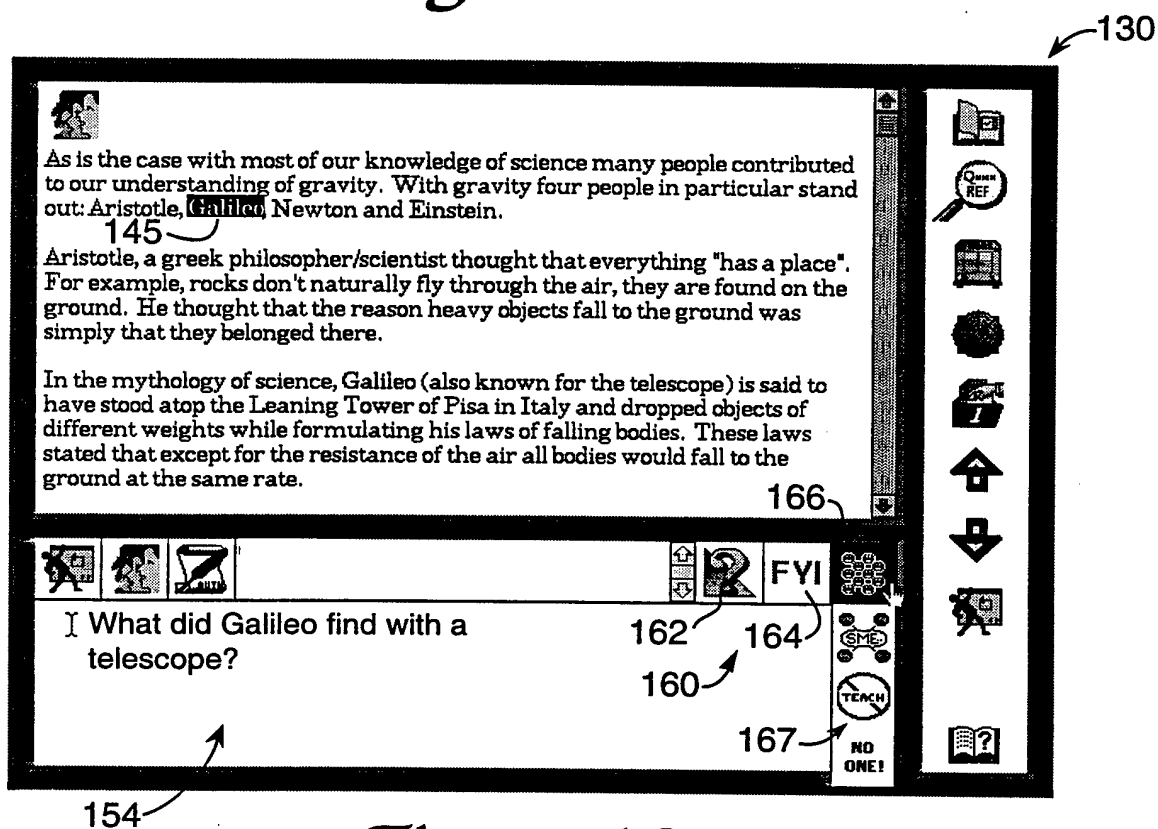 130
As is the case with most of our knowledge of science many people contributed
to our understanding of gravity. With gravity four people in particular stand
out: Aristotle, Galileo, Newton and Einstein.
145
Aristotle, a greek philosopher/scientist thought that everything "has a place".
For example, rocks don't naturally fly through the air, they are found on the
ground. He thought that the reason heavy objects fall to the ground was
simply that they belonged there.
In the mythology of science, Galileo (also known for the telescope) is said to
have stood atop the Leaning Tower of Pisa in Italy and dropped objects of
different weights while formulating his laws of falling bodies. These laws
stated that except for the resistance of the air all bodies would fall to the
ground at the same rate.
166
REF
1
FYI
What did Galileo find with a
telescope?
162
164
160
SME
TEACH
167
NO
ONE!
?
154